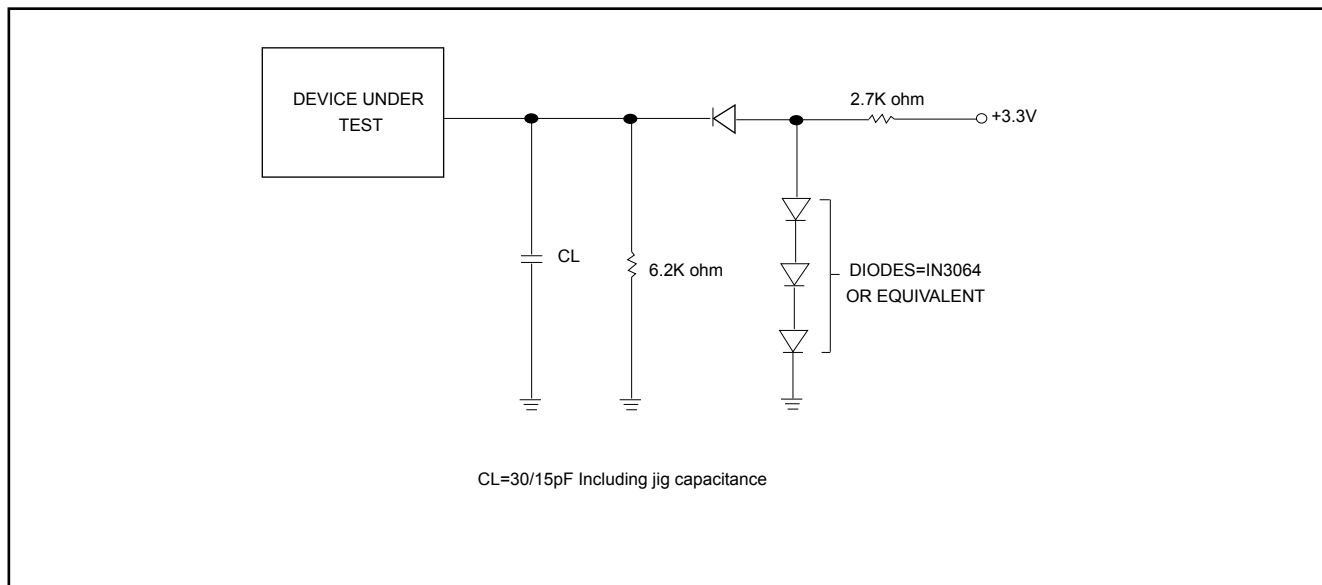 DEVICE UNDER
TEST
2.7K ohm
+3.3V
CL
6.2K ohm
DIODES=IN3064
OR EQUIVALENT
CL=30/15pF Including jig capacitance